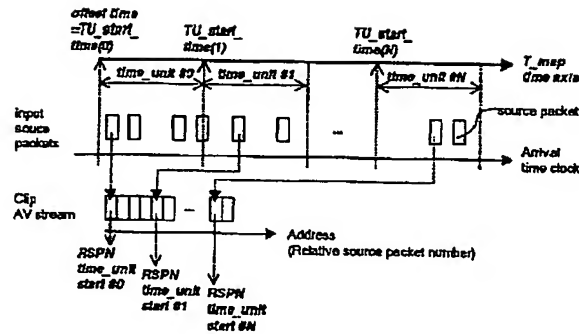 offset time
=TU_start_
time(0)
TU_start_
time(1)
TU_start_
time(N)
T_map
time axis
time_unit #0
time_unit #1
time_unit #N
source packet
input
souce
packets
...
Arrival
time clock
Clip
AV stream
...
Address
(Relative source packet number)
RSPN
time_unit
start #0
RSPN
time_unit
start #1
RSPN
time_unit
start #N